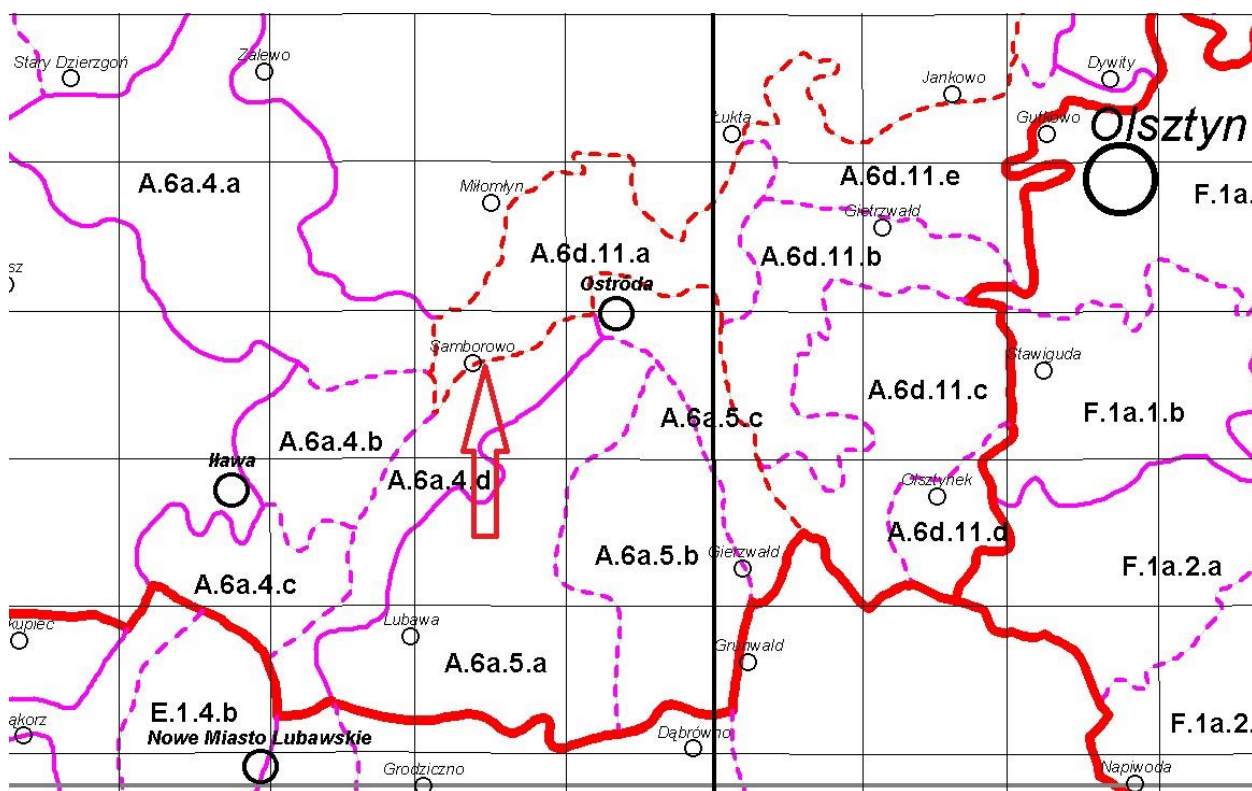 Stary Dzierzgoń
Zalewo
Jankowo
Dywity
Łukta
Gutkowo
Olsztyn
A.6a.4.a
Miłomłyn
A.6d.11.e
F.1a.
Gietrzwałd
A.6d.11.a
A.6d.11.b
sz
Ostróda
Samborowo
Stawiguda
A.6d.11.c
A.6a.5.c
F.1a.1.b
A.6a.4.b
Iława
A.6a.4.d
Olsztynek
A.6d.11.d
A.6a.5.b
Gierzwałd
F.1a.2.a
A.6a.4.c
kupiec
Lubawa
Grunwald
A.6a.5.a
E.1.4.b
ąkorz
F.1a.2.
Nowe Miasto Lubawskie
Dąbrówno
Grodziczno
Napiwoda